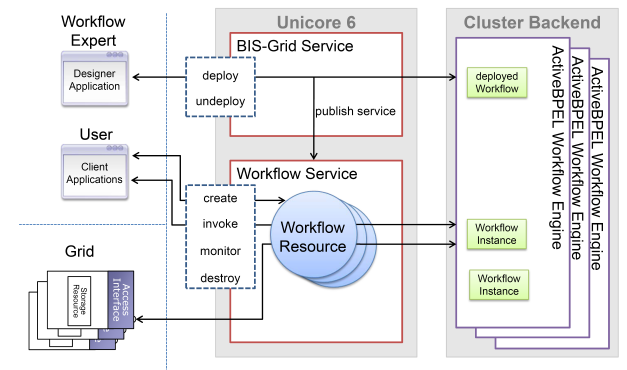 Workflow
Expert
Designer
Application
User
Client
Applications
Grid
Storage
Resource
Access
Interface
Unicore 6
BIS-Grid Service
deploy
undeploy
publish service
Workflow Service
create
invoke
monitor
destroy
Workflow
Resource
Cluster Backend
deployed
Workflow
Workflow
Instance
Workflow
Instance
ActiveBPEL Workflow Engine
ActiveBPEL Workflow Engine
ActiveBPEL Workflow Engine